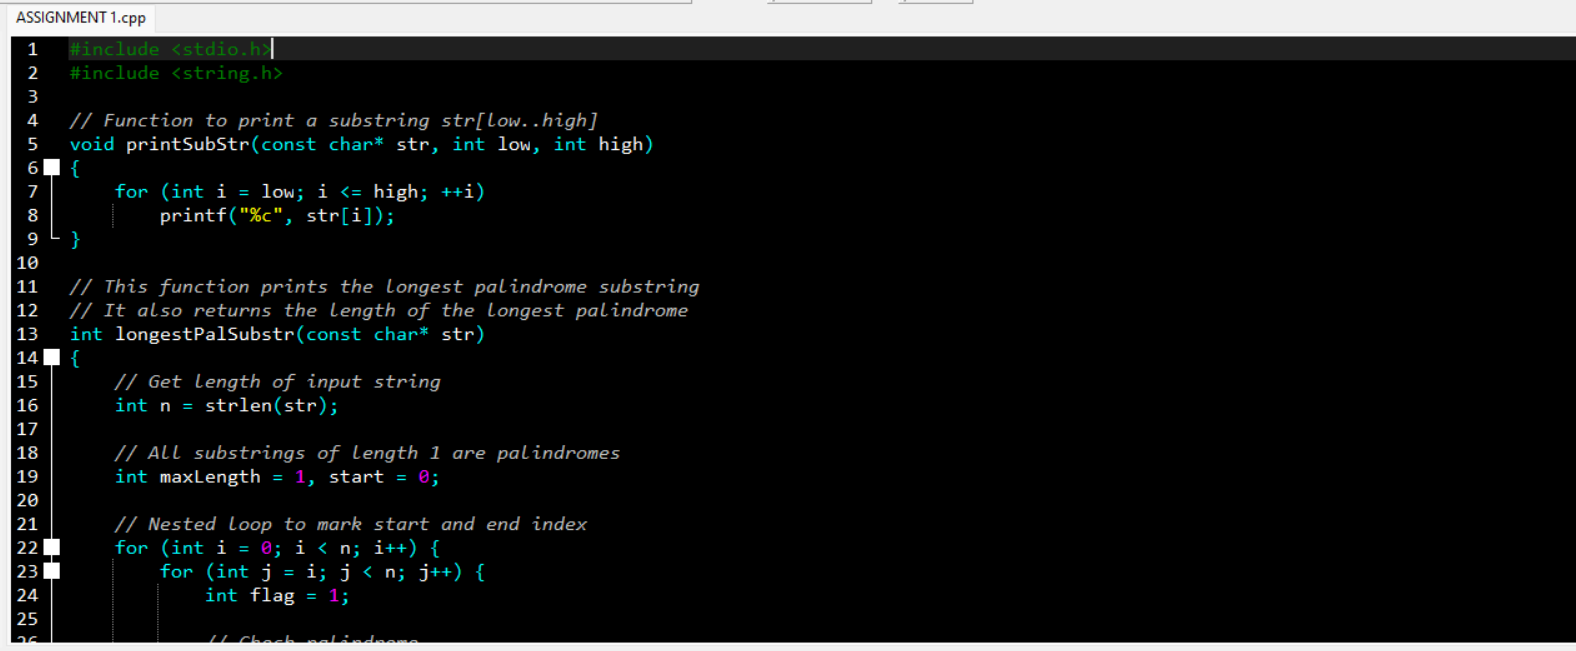 ASSIGNMENT 1.cpp
1 #include <stdio.h>
2 #include <string.h>
3
4 // Function to print a substring str[low..high]
5 void printSubStr(const char* str, int low, int high)
6 {
7 for (int i = low; i <= high; ++i)
8 printf("%c", str[i]);
9 }
10
11 // This function prints the longest palindrome substring
12 // It also returns the length of the longest palindrome
13 int longestPalSubstr(const char* str)
14 {
15 // Get length of input string
16 int n = strlen(str);
17
18 // All substrings of length 1 are palindromes
19 int maxLength = 1, start = 0;
20
21 // Nested loop to mark start and end index
22 for (int i = 0; i < n; i++) {
23 for (int j = i; j < n; j++) {
24 int flag = 1;
25
26 // Check palindrome